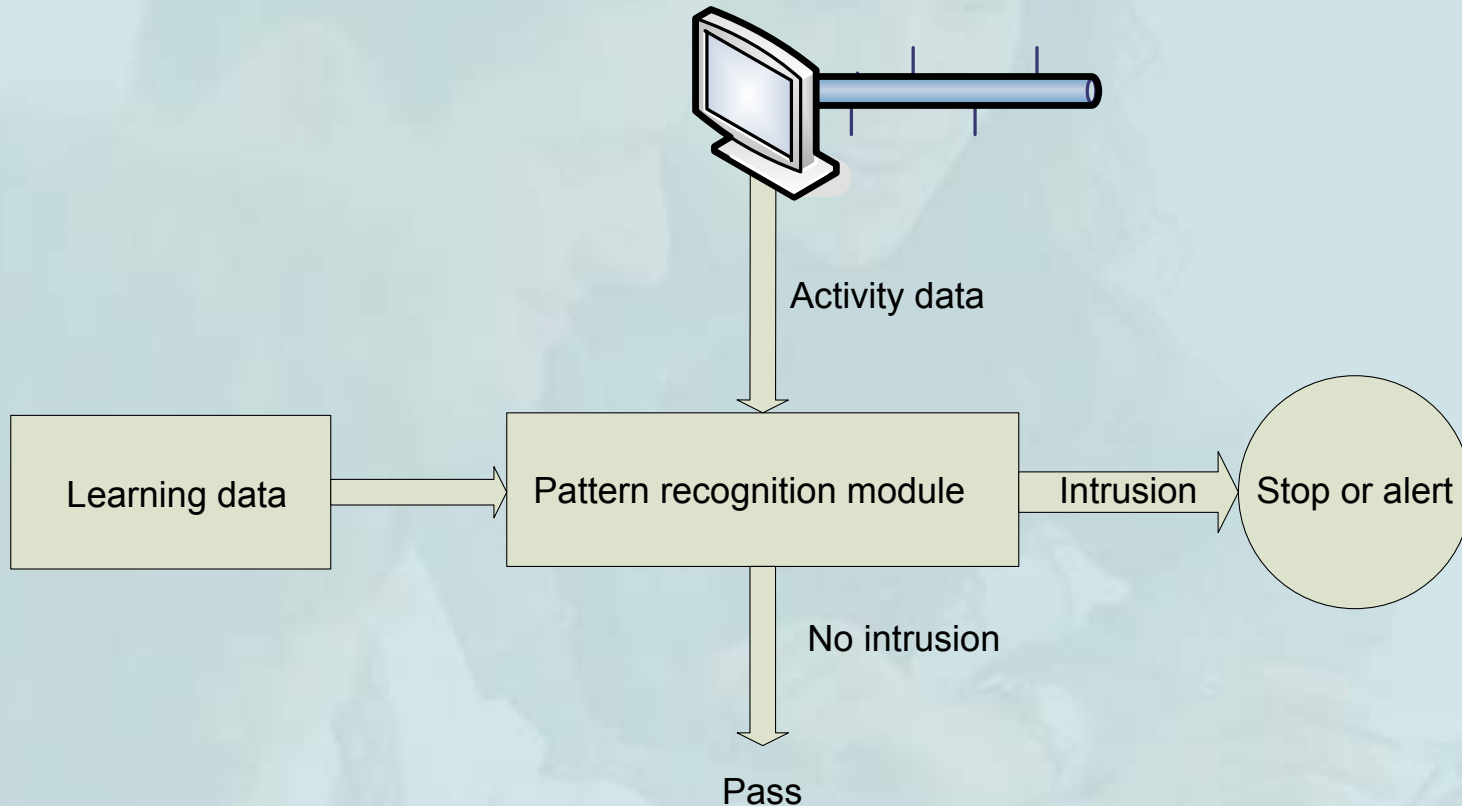 Activity data
Learning data
Pattern recognition module
Intrusion
Stop or alert
No intrusion
Pass